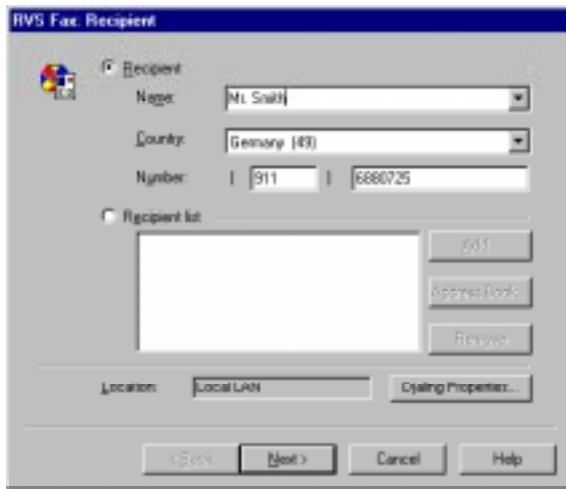 RVS Fax: Recipient
Recipient
Name:
Mr. Smith
Country:
Germany (49)
Number: ( 911 ) 6880725
Recipient list
Add...
Address Book...
Remove
Location: Local LAN
Dialing Properties...
< Back Next > Cancel Help